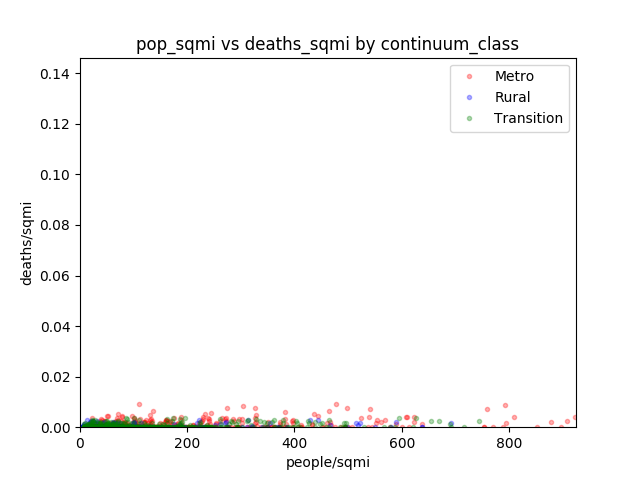 pop_sqmi vs deaths_sqmi by continuum_class
Metro
Rural
Transition
deaths/sqmi
0.14
0.12
0.10
0.08
0.06
0.04
0.02
0.00
0
200
400
600
800
people/sqmi